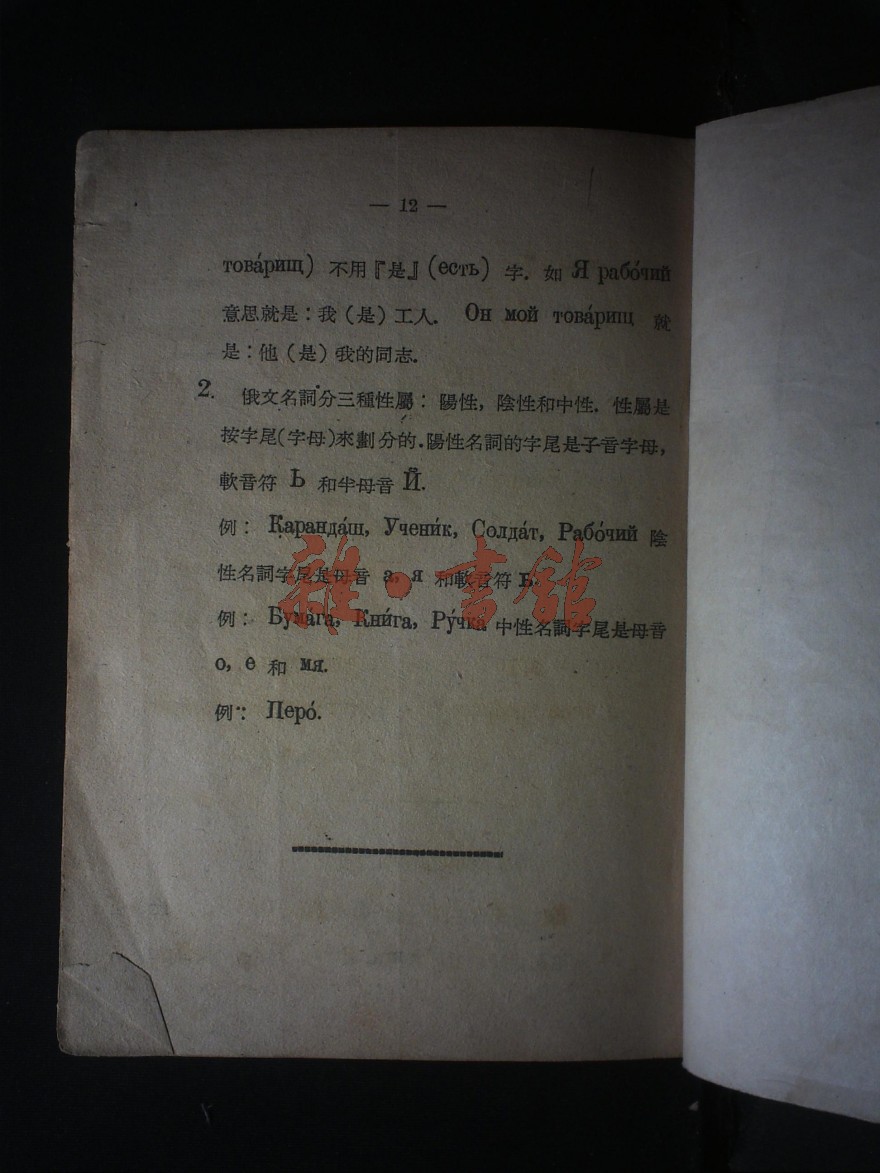 — 12 —
това́рищ) 不用『是』(есть) 字. 如 Я рабо́чий
意思就是：我 (是) 工人. Он мой това́рищ 就
是：他 (是) 我的同志.
2. 俄文名詞分三種性屬：陽性, 陰性和中性. 性屬是
按字尾(字母)來劃分的. 陽性名詞的字尾是子音字母,
軟音符 Ь 和半母音 Й.
例： Каранда́ш, Учени́к, Солда́т, Рабо́чий 陰
性名詞字尾是母音 а, я 和軟音符 ь.
例： Бума́га, Кни́га, Ру́чка 中性名詞字尾是母音
о, е 和 мя.
例： Перо́.
雜·書館